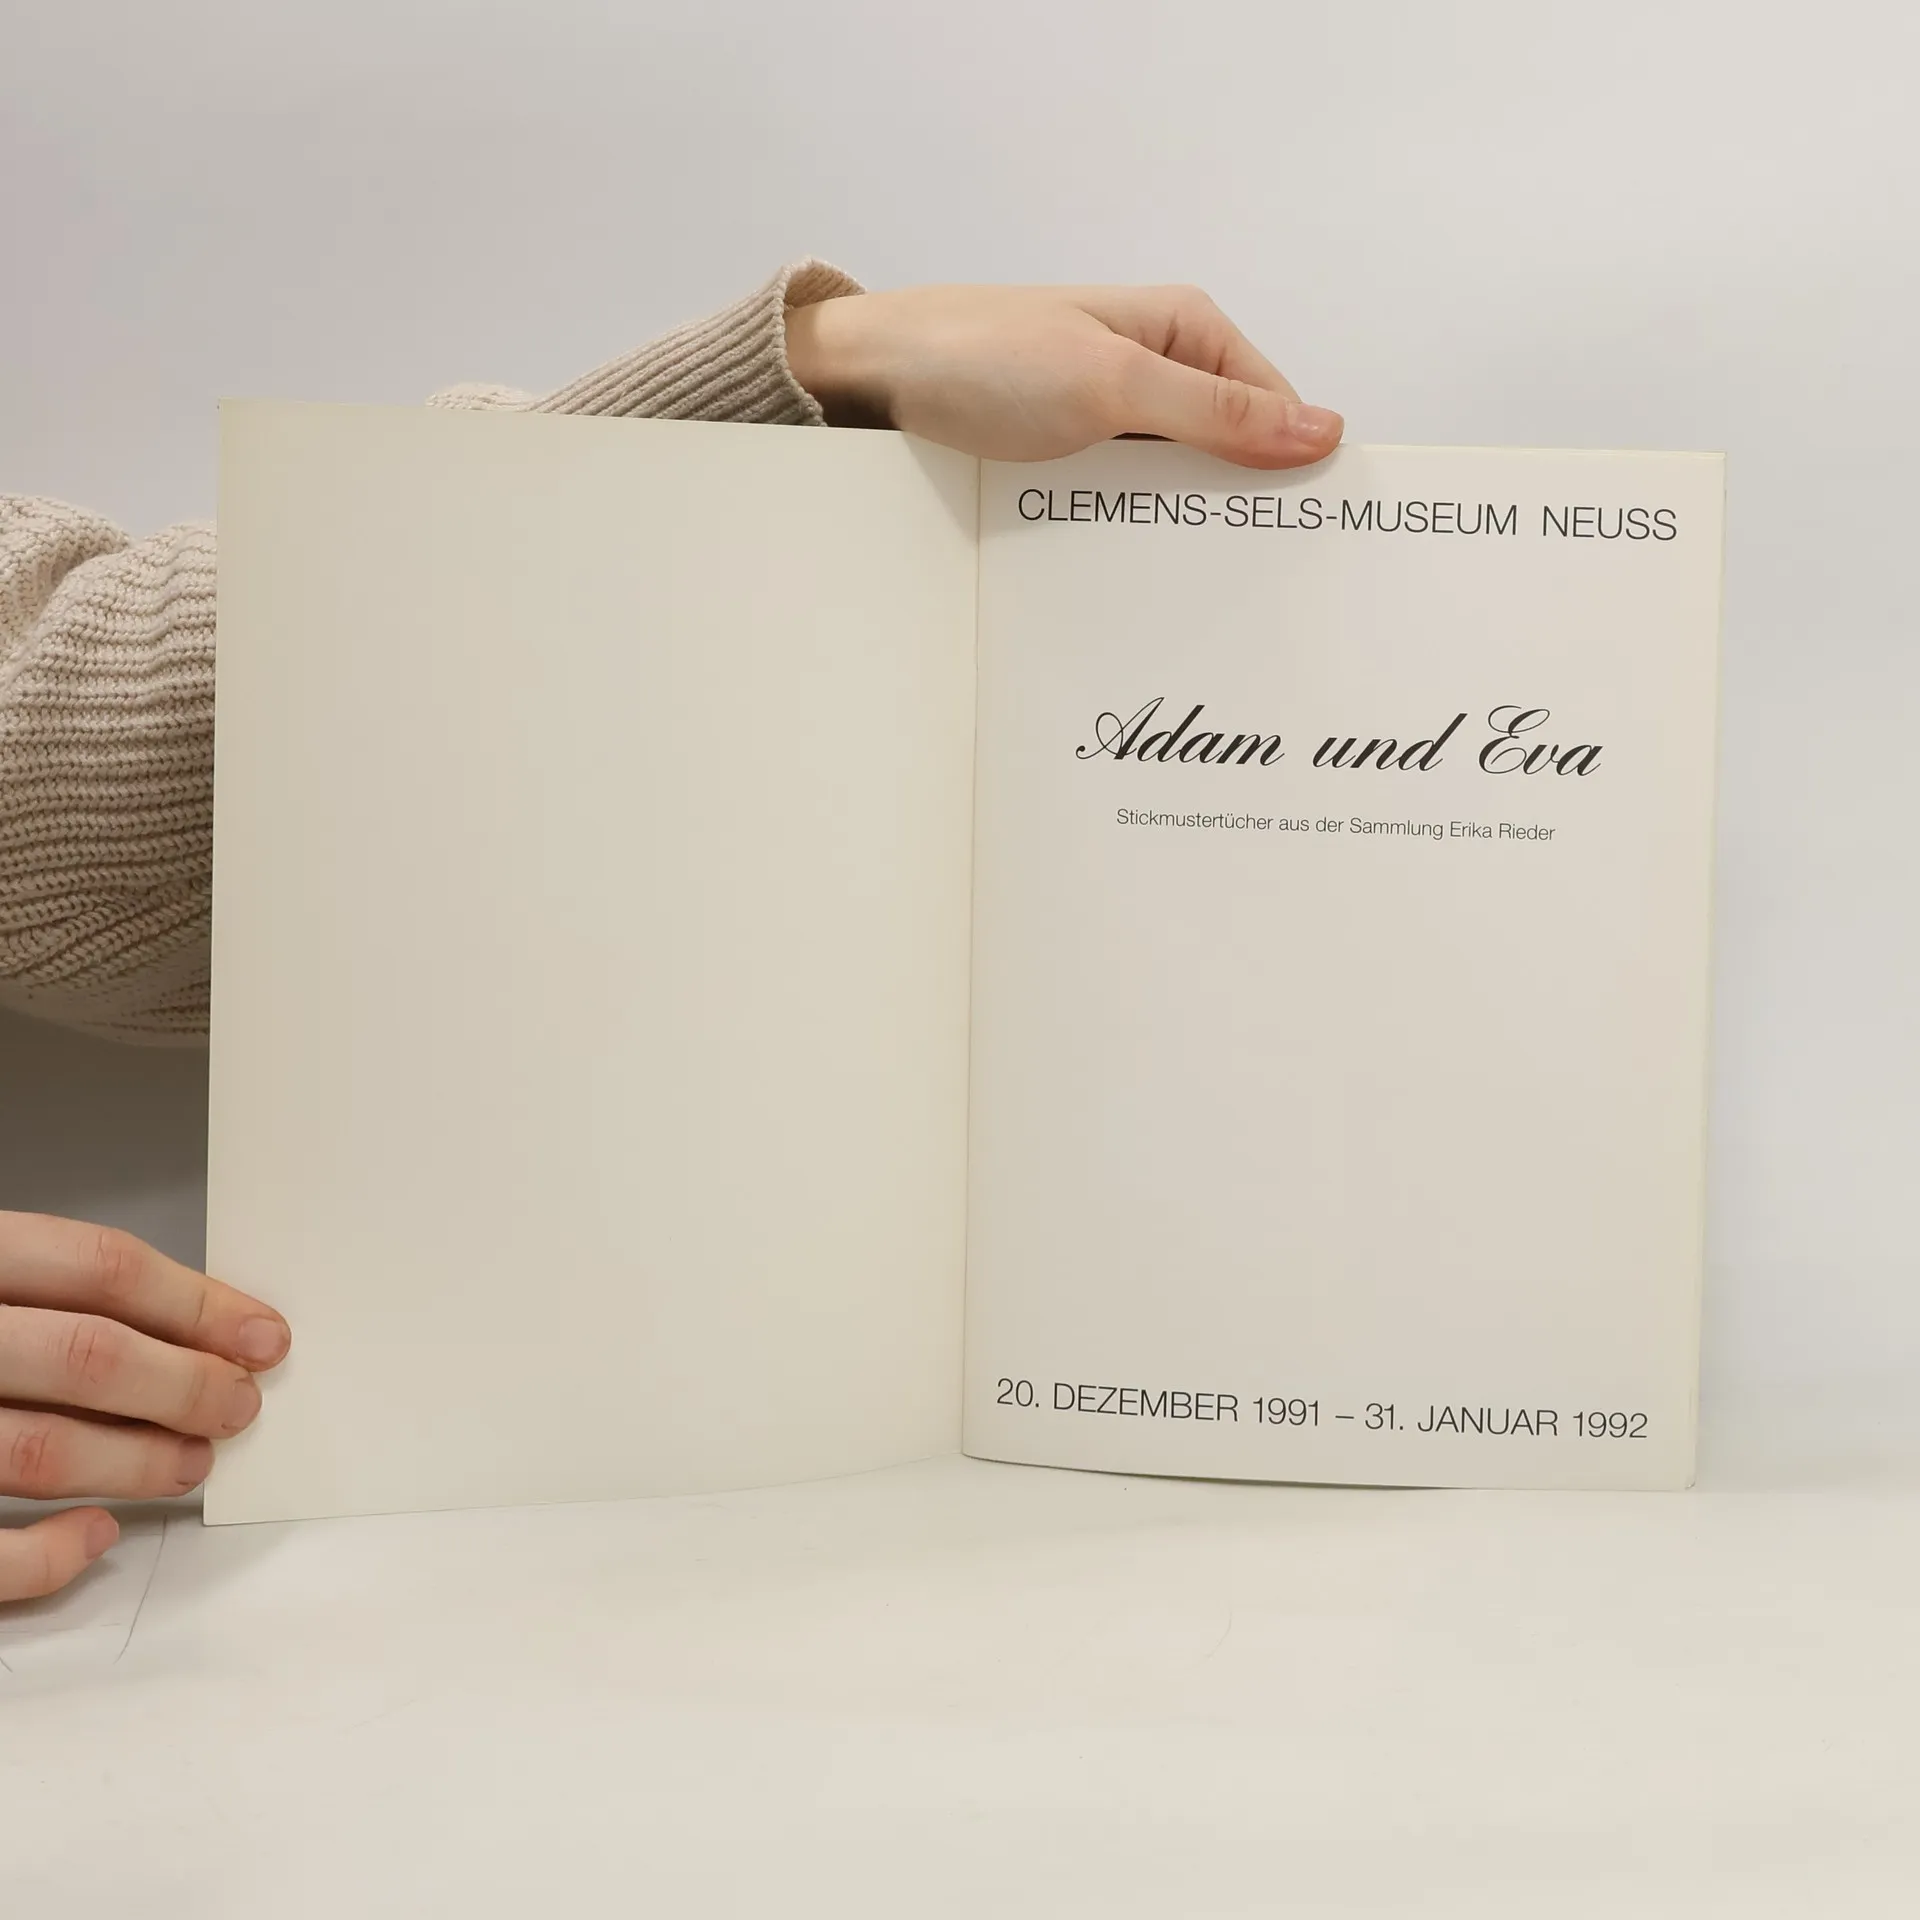 CLEMENS-SELS-MUSEUM NEUSS
Adam und Eva
Stickmustertücher aus der Sammlung Erika Rieder
20. DEZEMBER 1991 – 31. JANUAR 1992